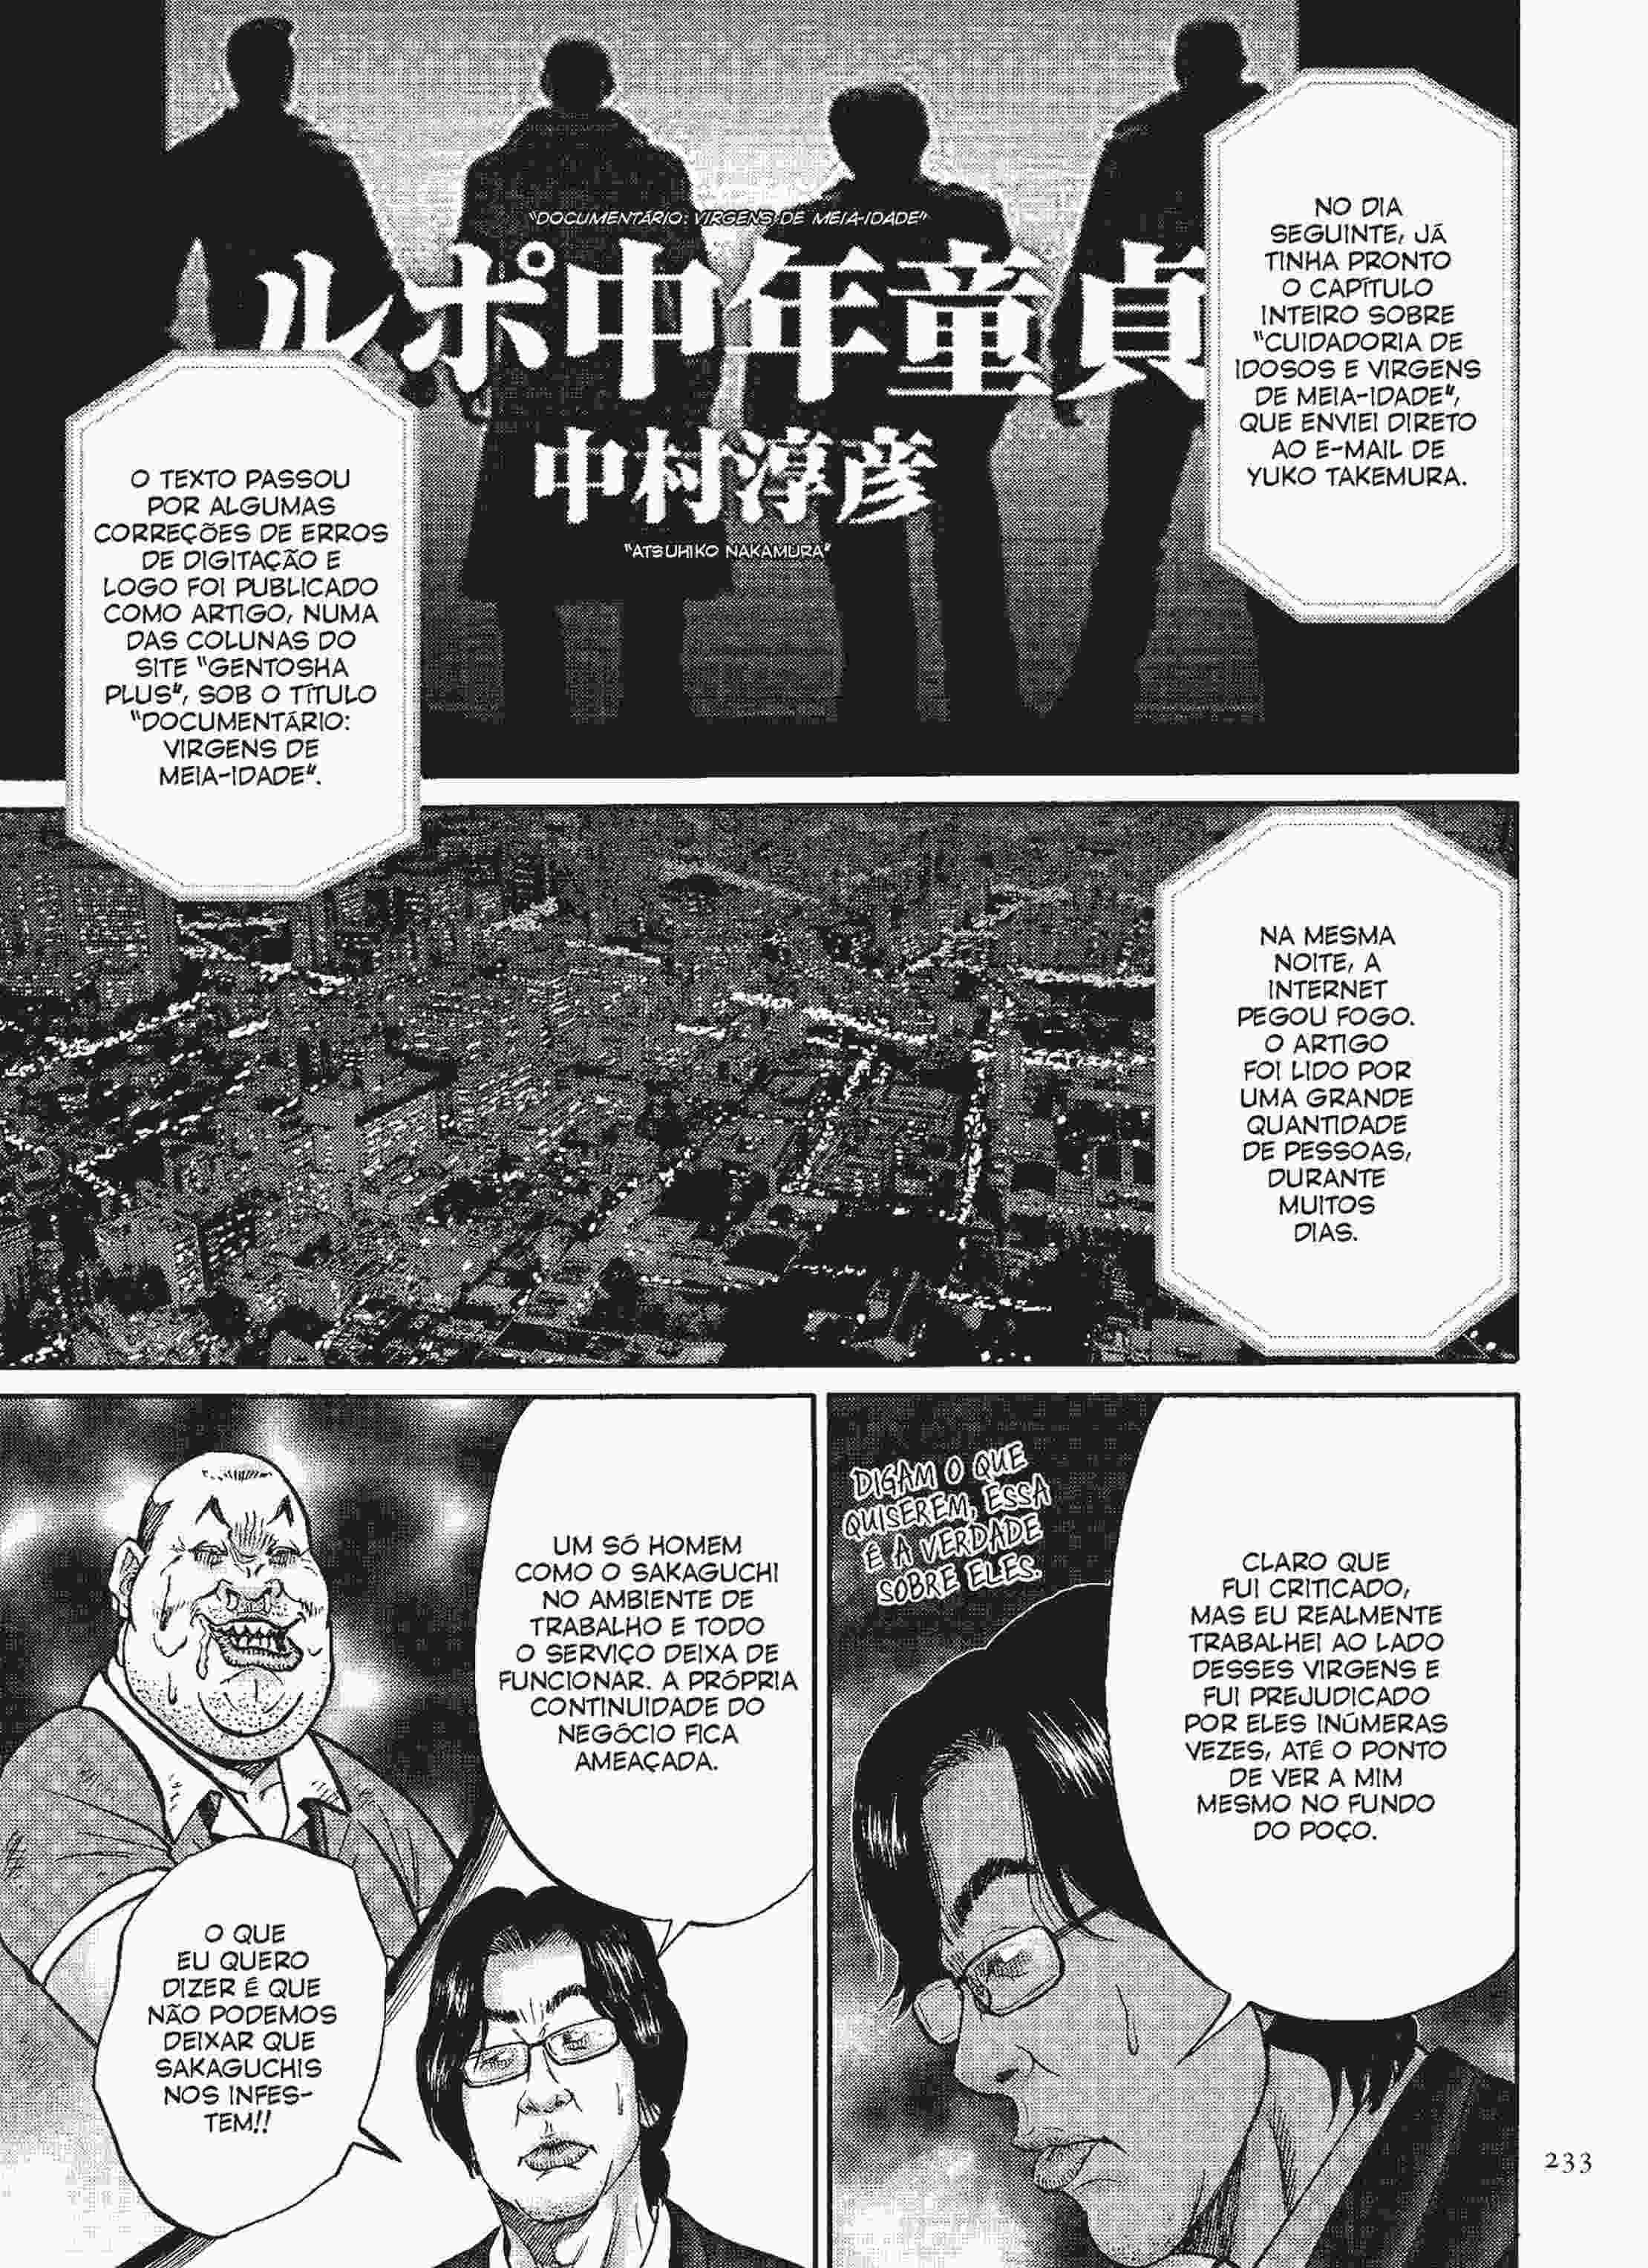 NO DIA
SEGUINTE, JÁ
TINHA PRONTO
O CAPÍTULO
INTEIRO SOBRE
"CUIDADORIA DE
IDOSOS E VIRGENS
DE MEIA-IDADE",
QUE ENVIEI DIRETO
AO E-MAIL DE
YUKO TAKEMURA.
"DOCUMENTÁRIO: VIRGENS DE MEIA-IDADE"
ルポ中年童貞
中村淳彦
"ATSUHIKO NAKAMURA"
O TEXTO PASSOU
POR ALGUMAS
CORREÇÕES DE ERROS
DE DIGITAÇÃO E
LOGO FOI PUBLICADO
COMO ARTIGO, NUMA
DAS COLUNAS DO
SITE "GENTOSHA
PLUS", SOB O TÍTULO
"DOCUMENTÁRIO:
VIRGENS DE
MEIA-IDADE".
NA MESMA
NOITE, A
INTERNET
PEGOU FOGO.
O ARTIGO
FOI LIDO POR
UMA GRANDE
QUANTIDADE
DE PESSOAS,
DURANTE
MUITOS
DIAS.
CLARO QUE
FUI CRITICADO,
MAS EU REALMENTE
TRABALHEI AO LADO
DESSES VIRGENS E
FUI PREJUDICADO
POR ELES INÚMERAS
VEZES, ATÉ O PONTO
DE VER A MIM
MESMO NO FUNDO
DO POÇO.
DIGAM O QUE
QUISEREM, ESSA
É A VERDADE
SOBRE ELES.
UM SÓ HOMEM
COMO O SAKAGUCHI
NO AMBIENTE DE
TRABALHO E TODO
O SERVIÇO DEIXA DE
FUNCIONAR. A PRÓPRIA
CONTINUIDADE DO
NEGÓCIO FICA
AMEAÇADA.
O QUE
EU QUERO
DIZER É QUE
NÃO PODEMOS
DEIXAR QUE
SAKAGUCHIS
NOS INFES-
TEM!!
233